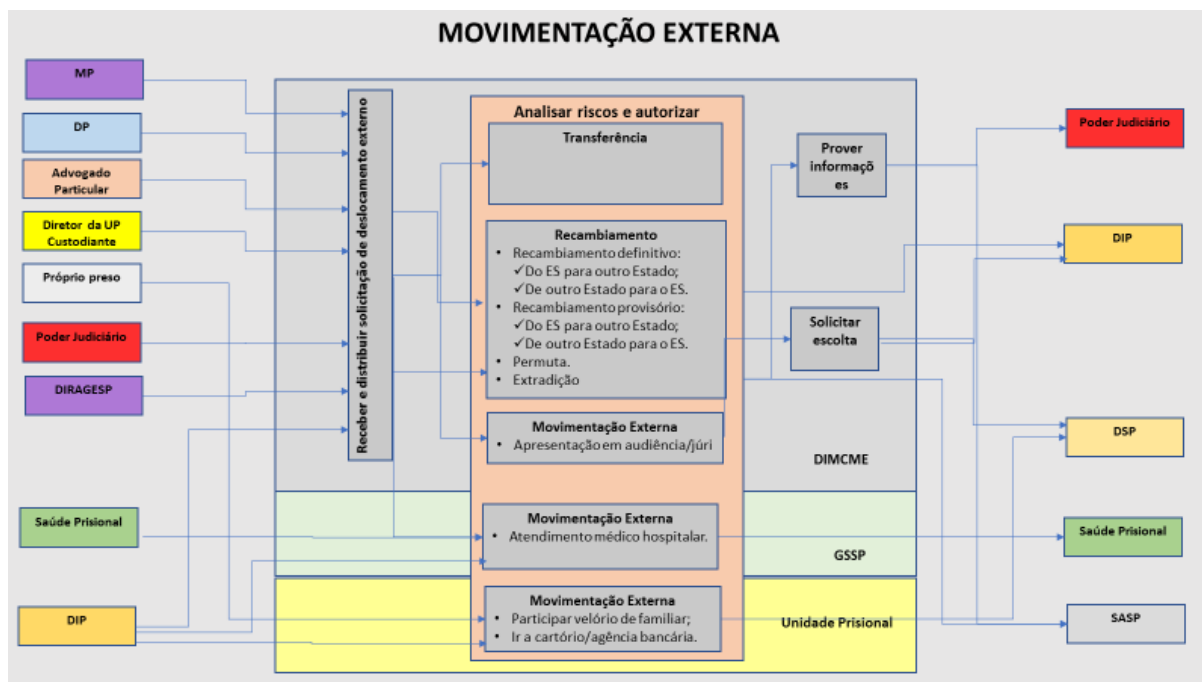 MOVIMENTAÇÃO EXTERNA
MP
DP
Advogado
Particular
Diretor da UP
Custodiante
Próprio preso
Poder Judiciário
DIRAGESP
Saúde Prisional
DIP
Receber e distribuir solicitação de deslocamento externo
Analisar riscos e autorizar
Transferência
Recambiamento
• Recambiamento definitivo:
✓Do ES para outro Estado;
✓De outro Estado para o ES.
• Recambiamento provisório:
✓Do ES para outro Estado;
✓De outro Estado para o ES.
• Permuta.
• Extradição
Movimentação Externa
• Apresentação em audiência/júri
Movimentação Externa
• Atendimento médico hospitalar.
Movimentação Externa
• Participar velório de familiar;
• Ir a cartório/agência bancária.
Prover
informaçõ
es
Solicitar
escolta
DIMCME
GSSP
Unidade Prisional
Poder Judiciário
DIP
DSP
Saúde Prisional
SASP